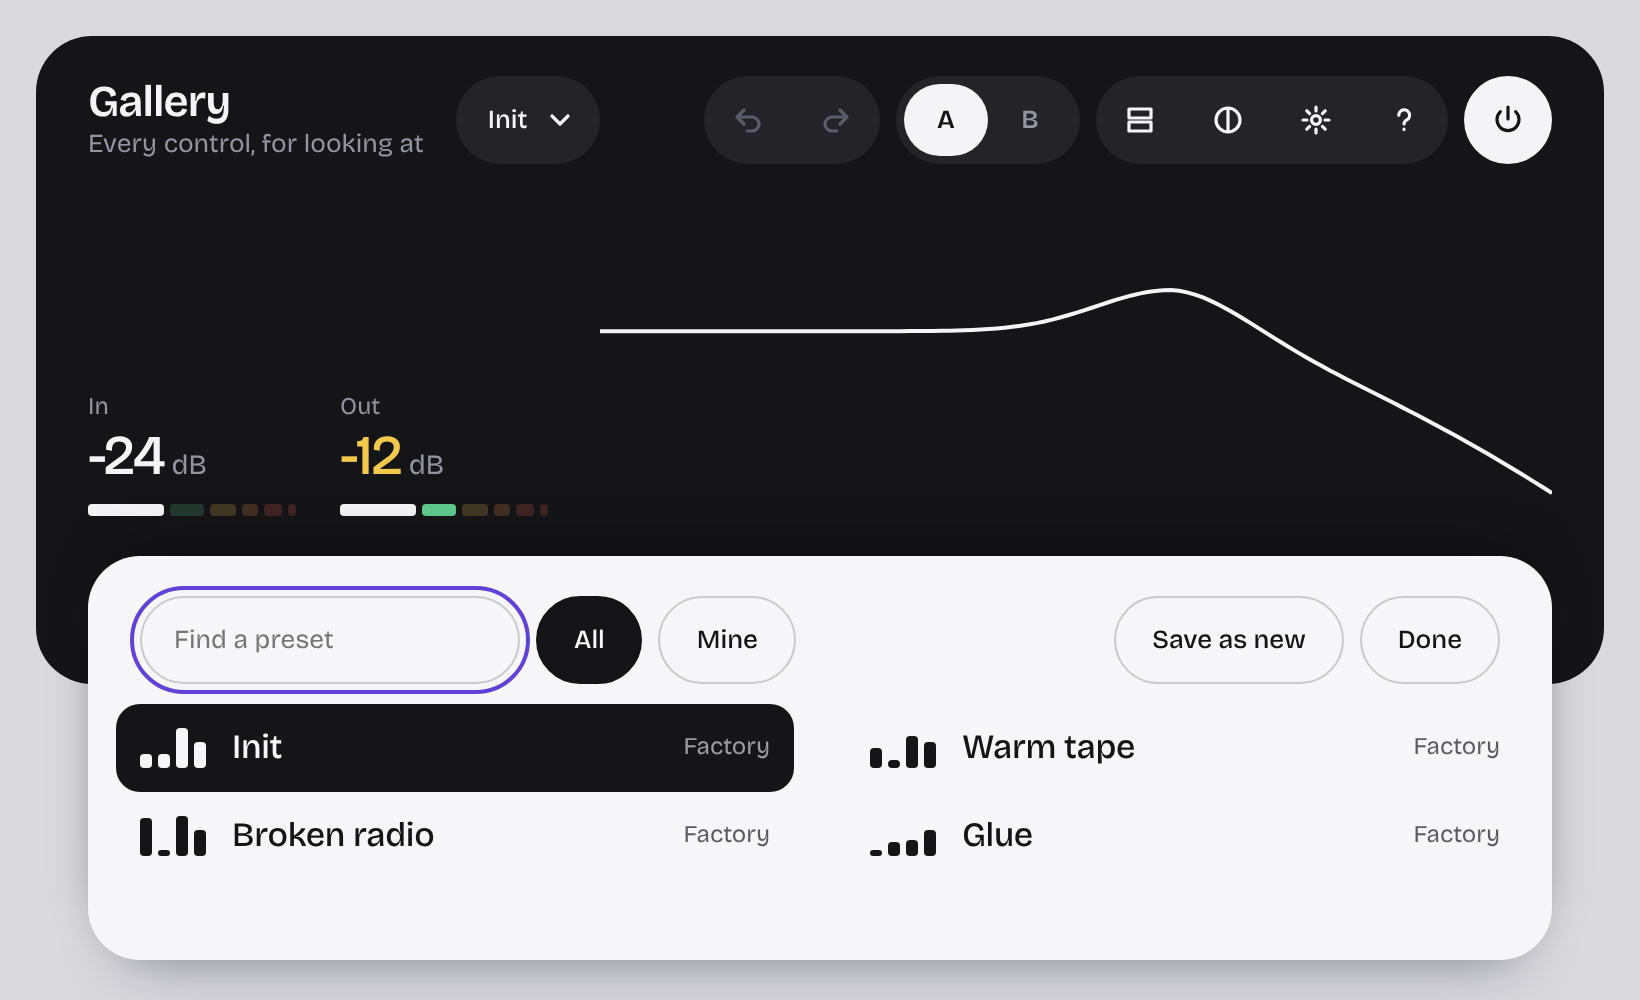 Gallery
Every control, for looking at
Init
A
B
?
In
-24 dB
Out
-12 dB
Find a preset
All
Mine
Save as new
Done
Init
Factory
Warm tape
Factory
Broken radio
Factory
Glue
Factory